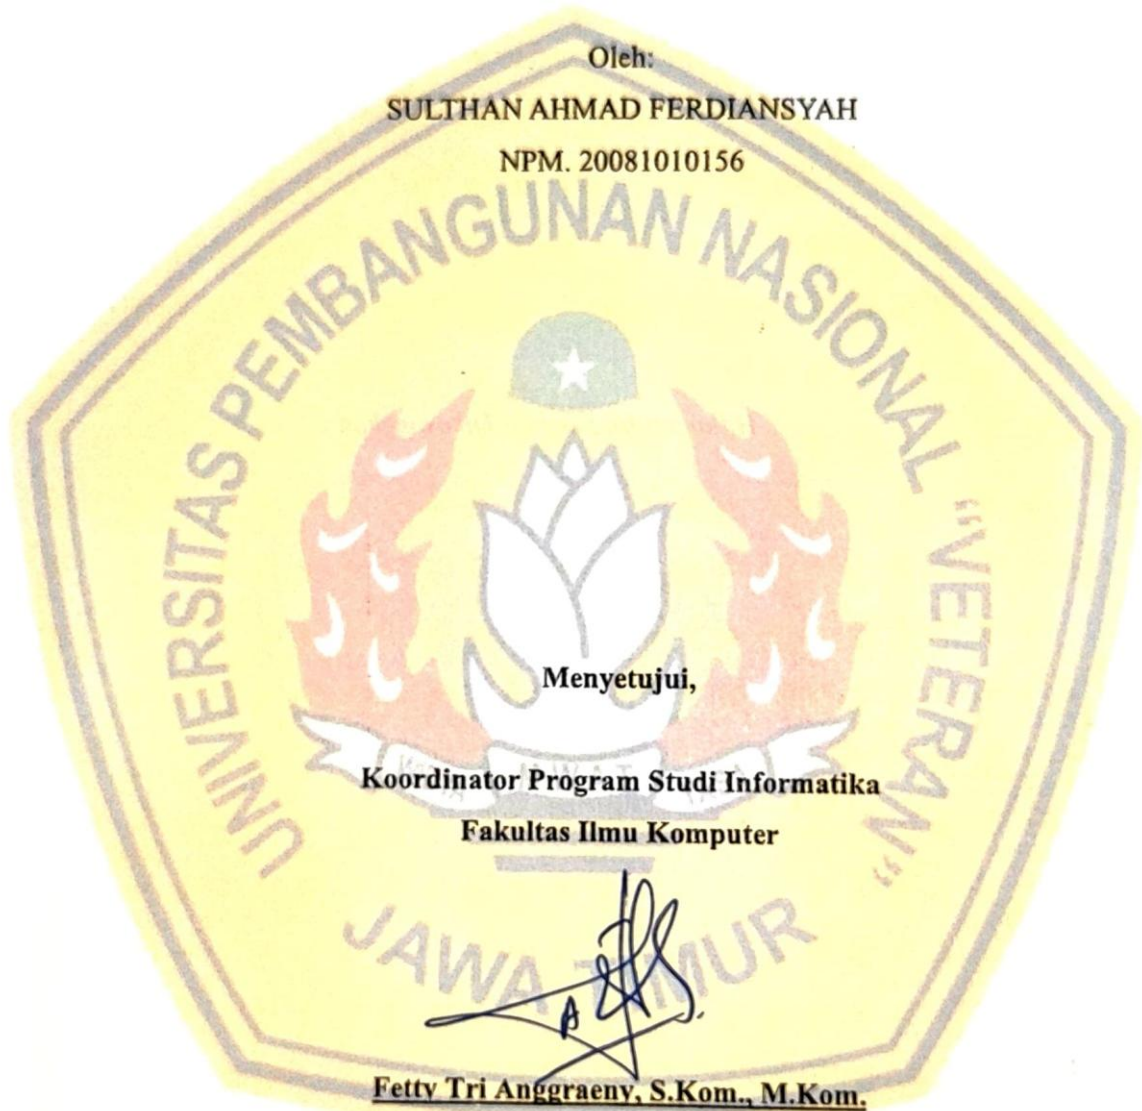 Oleh:
SULTHAN AHMAD FERDIANSYAH
NPM. 20081010156
UNIVERSITAS PEMBANGUNAN NASIONAL "VETERAN"
Menyetujui,
Koordinator Program Studi Informatika
Fakultas Ilmu Komputer
JAWA TIMUR
Fetty Tri Anggraeny, S.Kom., M.Kom.